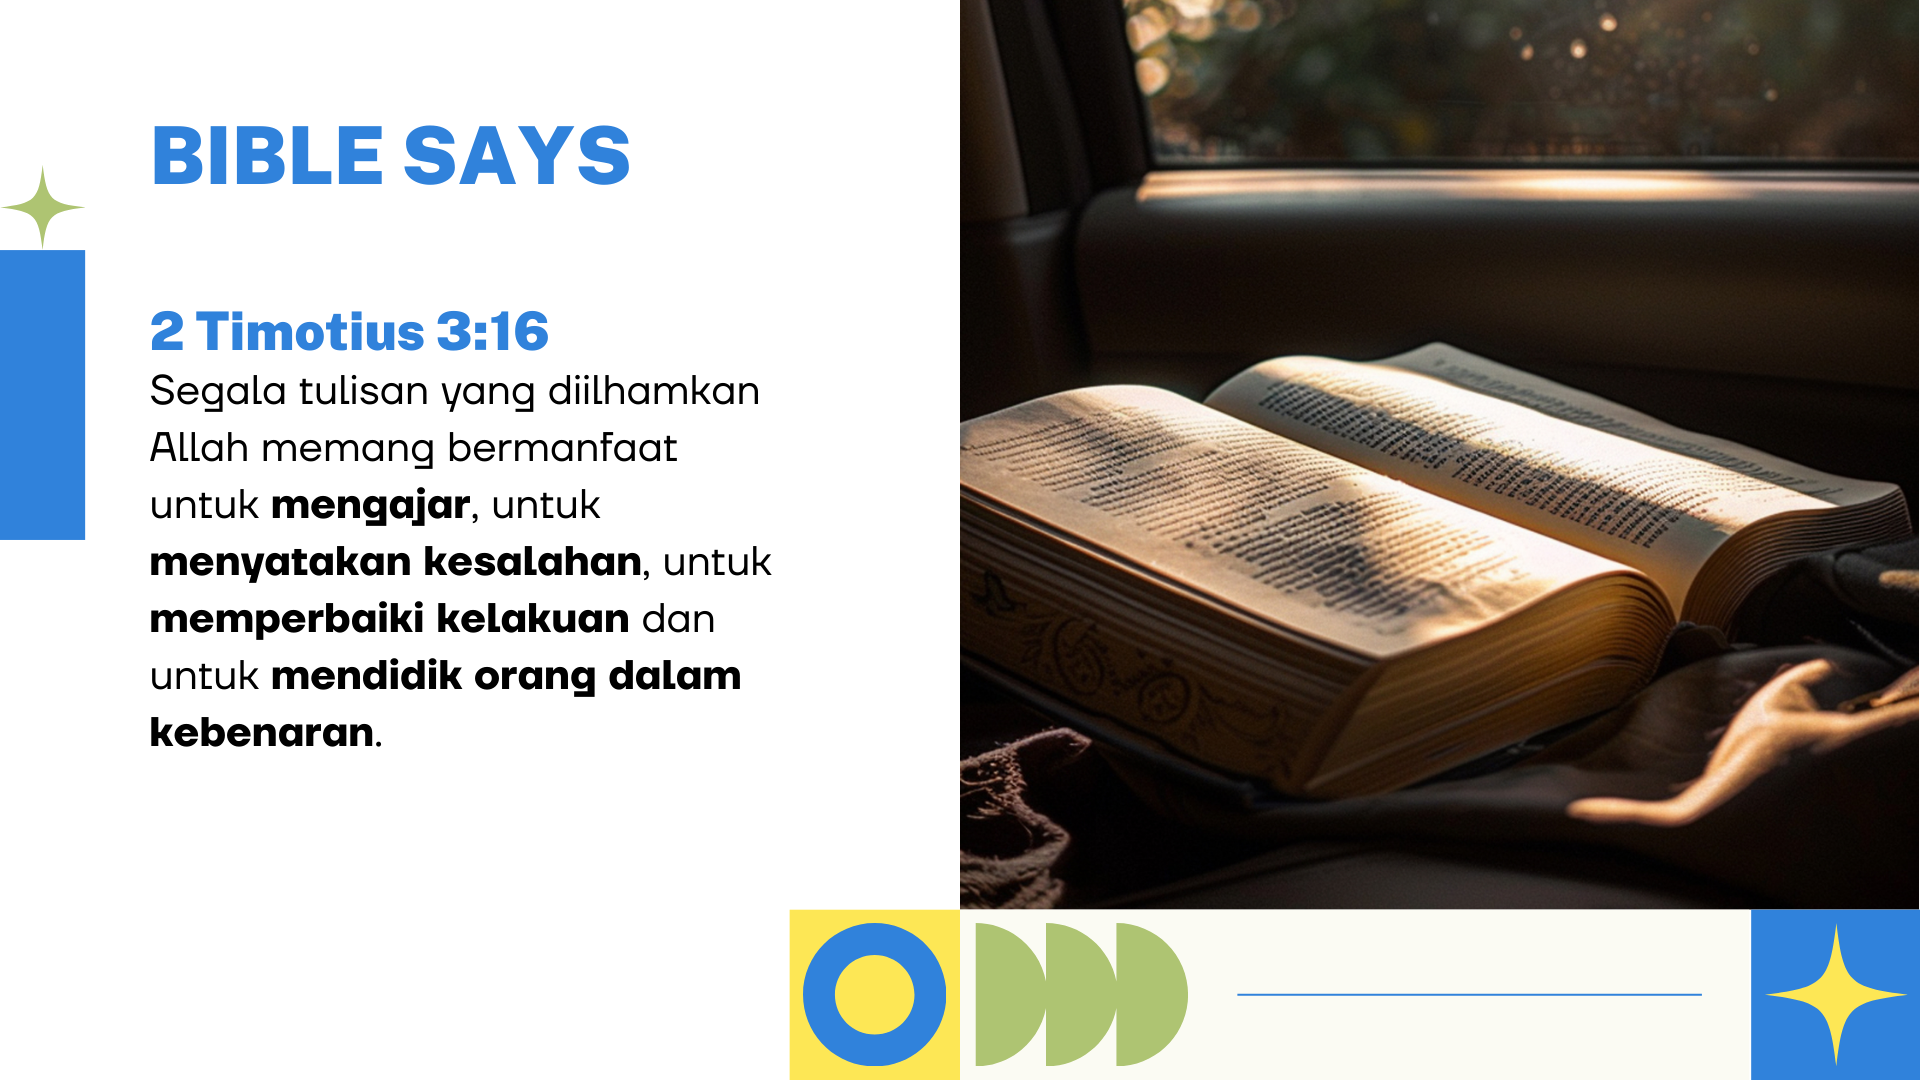 BIBLE SAYS
2 Timotius 3:16
Segala tulisan yang diilhamkan
Allah memang bermanfaat
untuk mengajar, untuk
menyatakan kesalahan, untuk
memperbaiki kelakuan dan
untuk mendidik orang dalam
kebenaran.